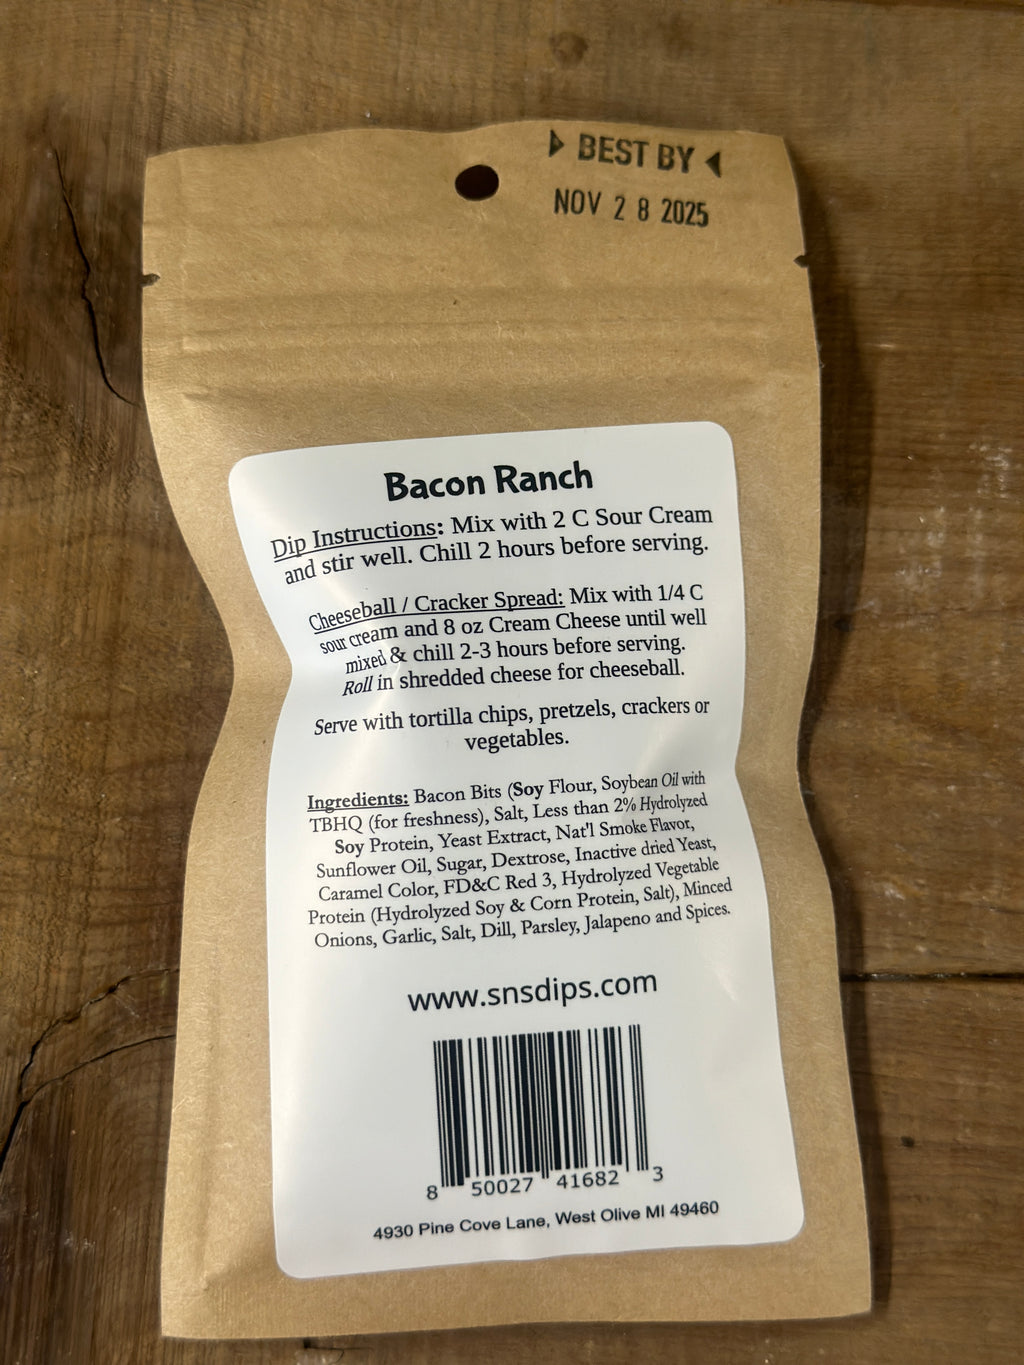 BEST BY
NOV 28 2025
Bacon Ranch
Dip Instructions: Mix with 2 C Sour Cream
and stir well. Chill 2 hours before serving.
Cheeseball / Cracker Spread: Mix with 1/4 C
sour cream and 8 oz Cream Cheese until well
mixed & chill 2-3 hours before serving.
Roll in shredded cheese for cheeseball.
Serve with tortilla chips, pretzels, crackers or
vegetables.
Ingredients: Bacon Bits (Soy Flour, Soybean Oil with
TBHQ (for freshness), Salt, Less than 2% Hydrolyzed
Soy Protein, Yeast Extract, Nat'l Smoke Flavor,
Sunflower Oil, Sugar, Dextrose, Inactive dried Yeast,
Caramel Color, FD&C Red 3, Hydrolyzed Vegetable
Protein (Hydrolyzed Soy & Corn Protein, Salt), Minced
Onions, Garlic, Salt, Dill, Parsley, Jalapeno and Spices.
www.snsdips.com
8 50027 41682 3
4930 Pine Cove Lane, West Olive MI 49460